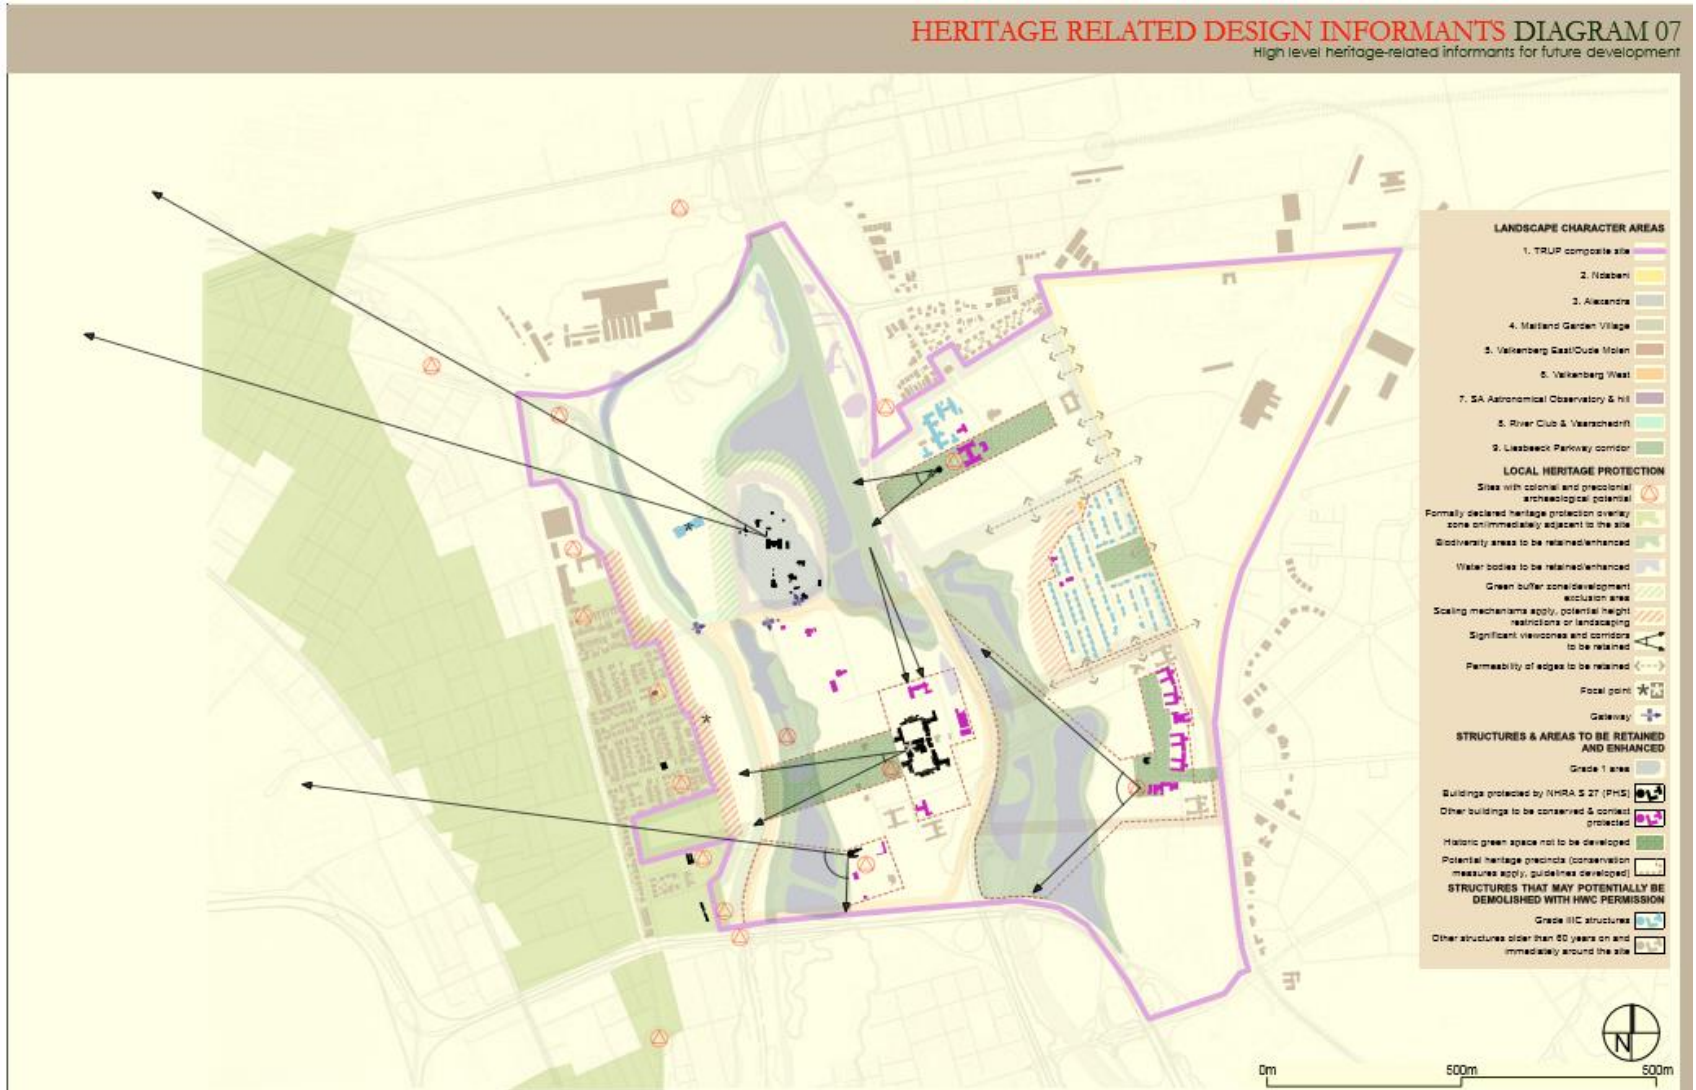 HERITAGE RELATED DESIGN INFORMANTS DIAGRAM 07
High level heritage-related informants for future development
LANDSCAPE CHARACTER AREAS
1. TRUP composite site
2. Ndabeni
3. Alexandra
4. Maitland Garden Village
5. Valkenberg East/Oude Molen
6. Valkenberg West
7. SA Astronomical Observatory & hill
8. River Club & Vaarschedrift
9. Liesbeeck Parkway corridor
LOCAL HERITAGE PROTECTION
Sites with colonial and precolonial
archaeological potential
Formally declared heritage protection overlay
zone on/immediately adjacent to the site
Biodiversity areas to be retained/enhanced
Water bodies to be retained/enhanced
Green buffer zone/development
exclusion area
Scaling mechanisms apply, potential height
restrictions or landscaping
Significant viewcones and corridors
to be retained
Permeability of edges to be retained
Focal point
Gateway
STRUCTURES & AREAS TO BE RETAINED
AND ENHANCED
Grade 1 area
Buildings protected by NHRA S 27 (PHS)
Other buildings to be conserved & context
protected
Historic green space not to be developed
Potential heritage precincts (conservation
measures apply, guidelines developed)
STRUCTURES THAT MAY POTENTIALLY BE
DEMOLISHED WITH HWC PERMISSION
Grade IIIC structures
Other structures older than 60 years on and
immediately around the site
N
0m 500m 500m